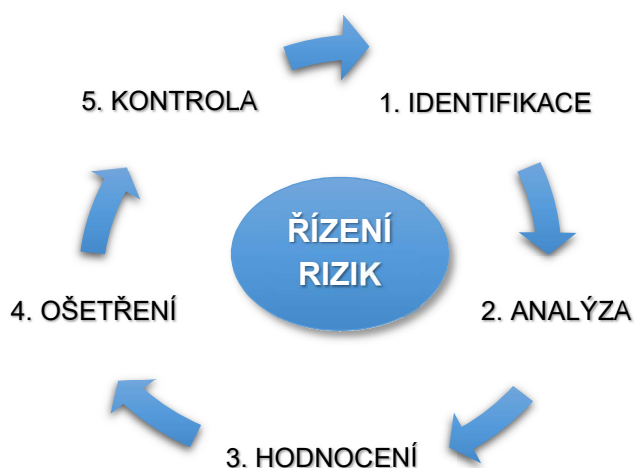 5. KONTROLA
1. IDENTIFIKACE
ŘÍZENÍ
RIZIK
4. OŠETŘENÍ
2. ANALÝZA
3. HODNOCENÍ